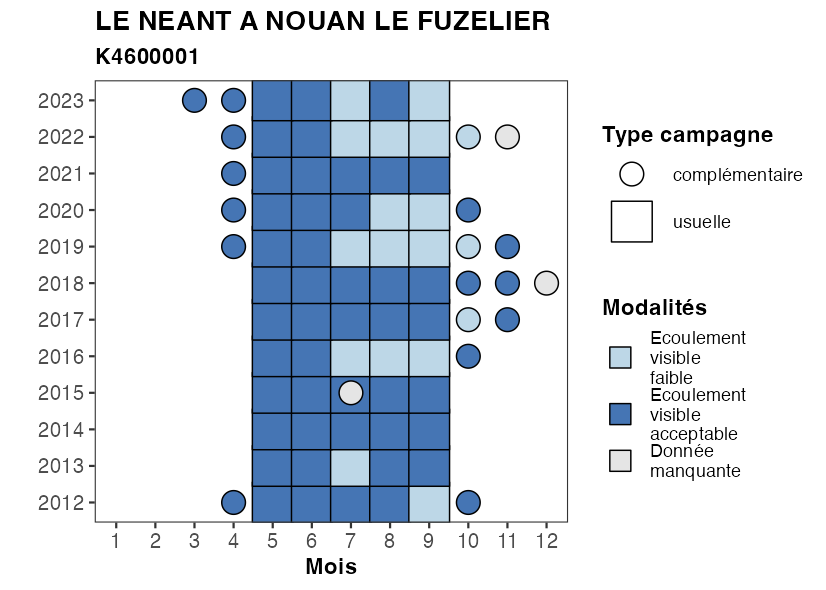 LE NEANT A NOUAN LE FUZELIER
K4600001
2023
2022
2021
2020
2019
2018
2017
2016
2015
2014
2013
2012
1 2 3 4 5 6 7 8 9 10 11 12
Mois
Type campagne
complémentaire
usuelle
Modalités
Ecoulement
visible
faible
Ecoulement
visible
acceptable
Donnée
manquante